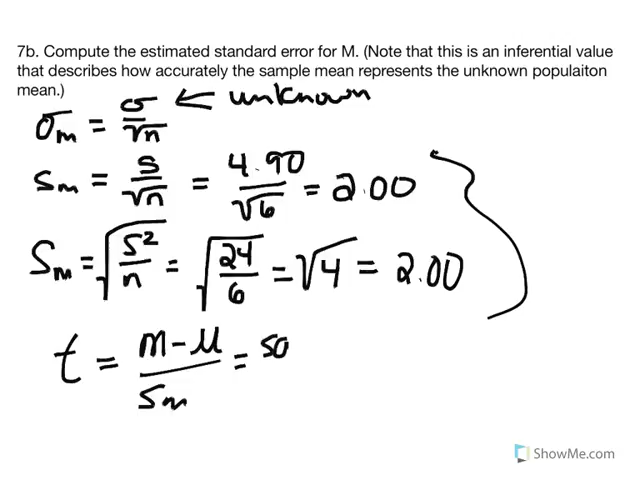 7b. Compute the estimated standard error for M. (Note that this is an inferential value
that describes how accurately the sample mean represents the unknown populaiton
mean.)
σm = σ/√n ← unknown
sm = s/√n = 4.90/√6 = 2.00
Sm = √(S²/n) = √(24/6) = √4 = 2.00
t = (m - μ)/Sm = 50
ShowMe.com